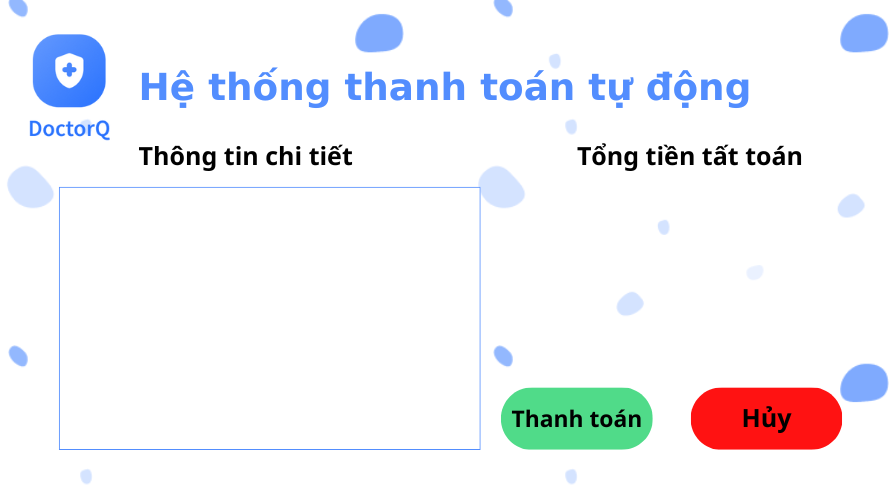 Hệ thống thanh toán tự động
DoctorQ
Thông tin chi tiết
Tổng tiền tất toán
Thanh toán
Hủy